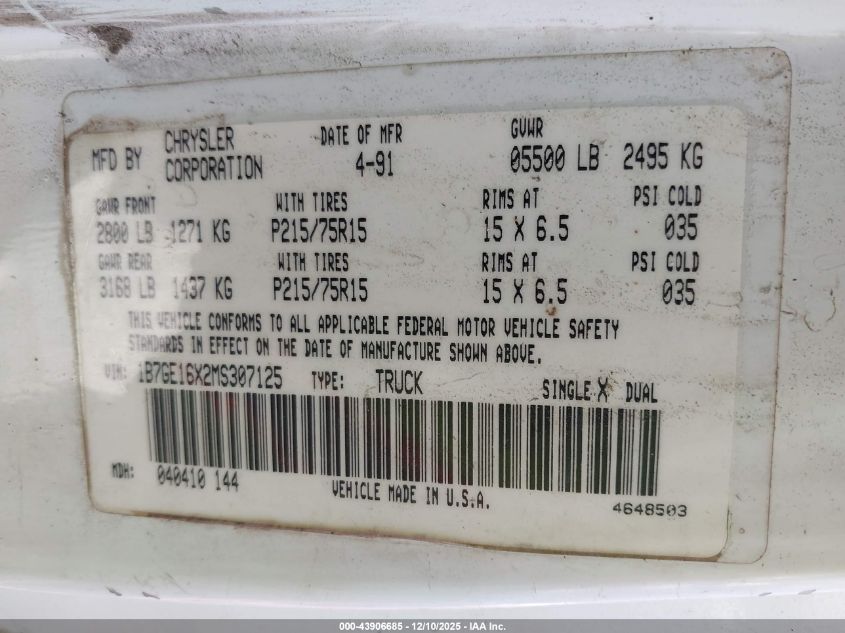 MFD BY CHRYSLER CORPORATION DATE OF MFR 4-91 GVWR 05500 LB 2495 KG
GAWR FRONT WITH TIRES RIMS AT PSI COLD
2800 LB 1271 KG P215/75R15 15 X 6.5 035
GAWR REAR WITH TIRES RIMS AT PSI COLD
3168 LB 1437 KG P215/75R15 15 X 6.5 035
THIS VEHICLE CONFORMS TO ALL APPLICABLE FEDERAL MOTOR VEHICLE SAFETY
STANDARDS IN EFFECT ON THE DATE OF MANUFACTURE SHOWN ABOVE.
VIN: 1B7GE16X2MS307125 TYPE: TRUCK SINGLE X DUAL
MDH: 040410 144 VEHICLE MADE IN U.S.A. 4648503
000-43906685 - 12/10/2025 - IAA Inc.